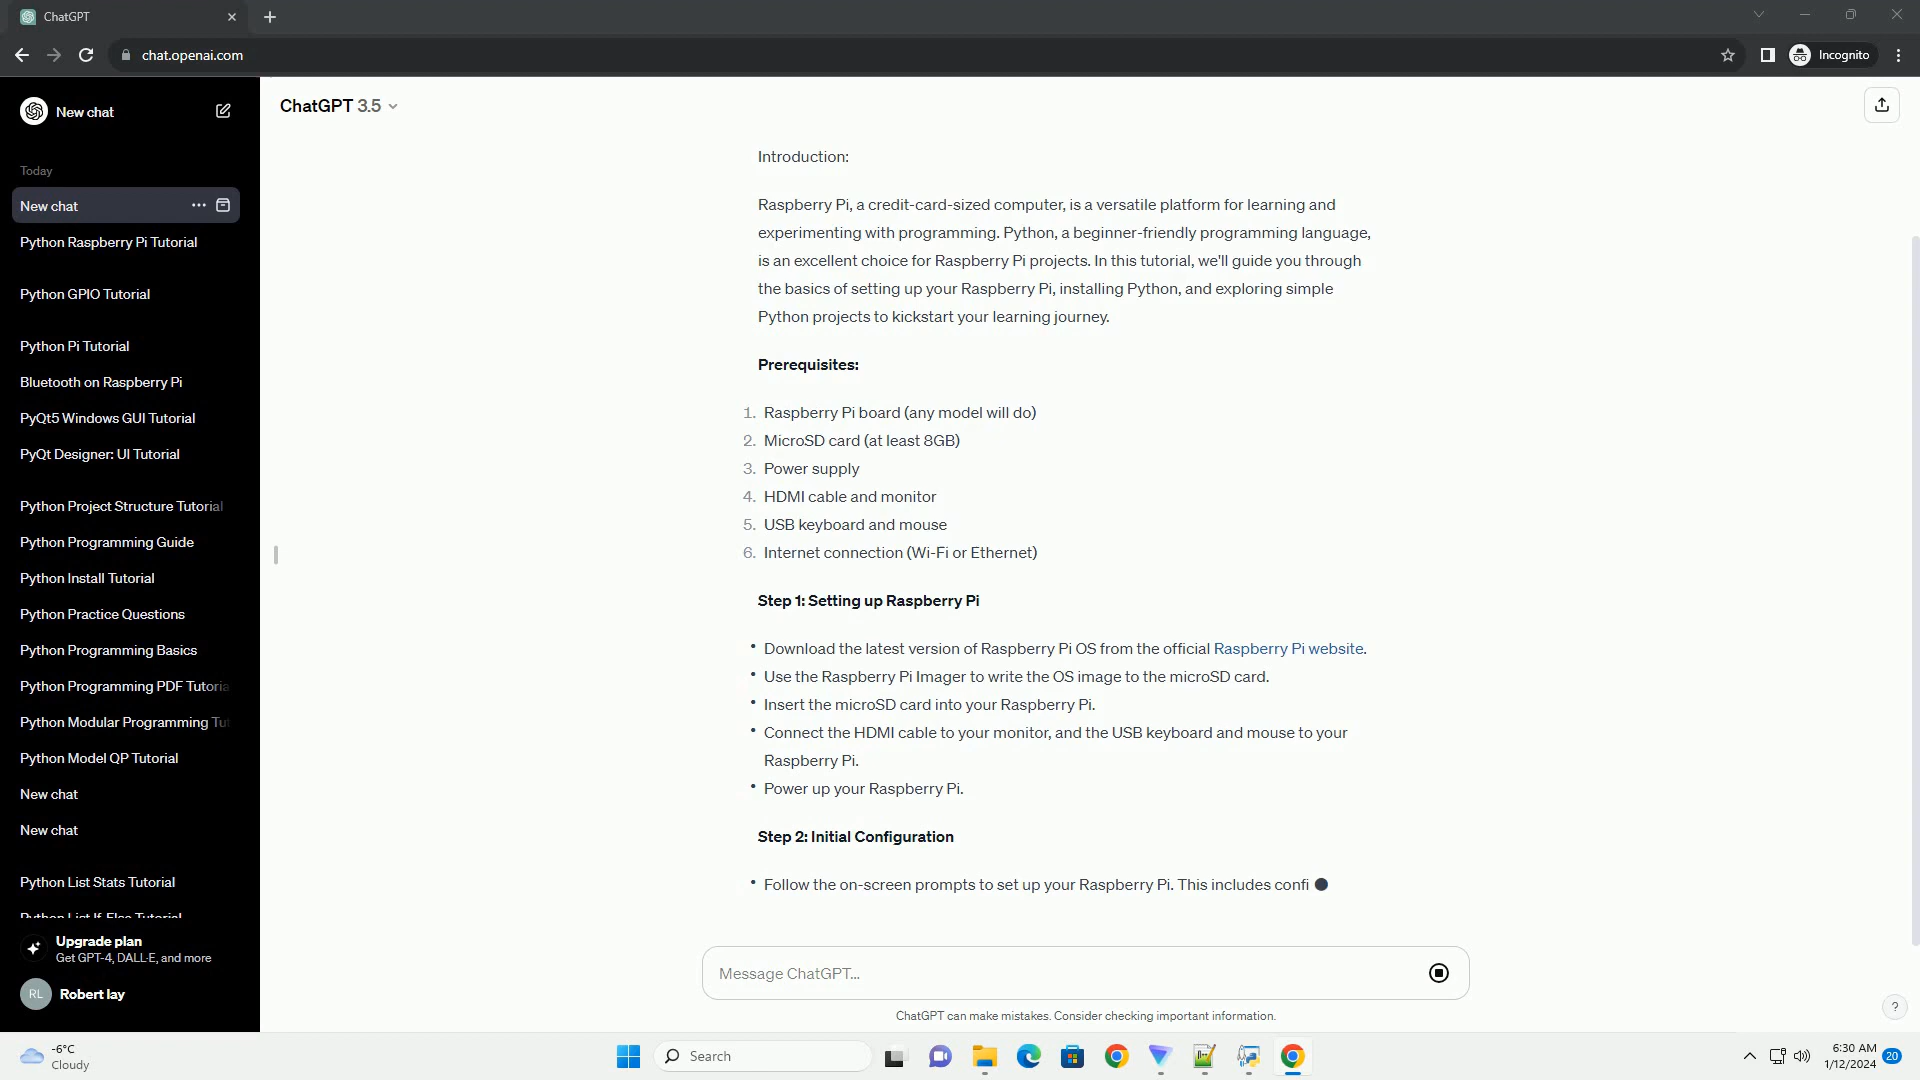 ChatGPT
chat.openai.com
Incognito
New chat
Today
New chat
Python Raspberry Pi Tutorial
Python GPIO Tutorial
Python Pi Tutorial
Bluetooth on Raspberry Pi
PyQt5 Windows GUI Tutorial
PyQt Designer: UI Tutorial
Python Project Structure Tutorial
Python Programming Guide
Python Install Tutorial
Python Practice Questions
Python Programming Basics
Python Programming PDF Tutoria
Python Modular Programming Tut
Python Model QP Tutorial
New chat
New chat
Python List Stats Tutorial
Python List If-Else Tutorial
Upgrade plan
Get GPT-4, DALL·E, and more
RL Robert lay
ChatGPT 3.5
Introduction:
Raspberry Pi, a credit-card-sized computer, is a versatile platform for learning and
experimenting with programming. Python, a beginner-friendly programming language,
is an excellent choice for Raspberry Pi projects. In this tutorial, we'll guide you through
the basics of setting up your Raspberry Pi, installing Python, and exploring simple
Python projects to kickstart your learning journey.
Prerequisites:
1. Raspberry Pi board (any model will do)
2. MicroSD card (at least 8GB)
3. Power supply
4. HDMI cable and monitor
5. USB keyboard and mouse
6. Internet connection (Wi-Fi or Ethernet)
Step 1: Setting up Raspberry Pi
• Download the latest version of Raspberry Pi OS from the official Raspberry Pi website.
• Use the Raspberry Pi Imager to write the OS image to the microSD card.
• Insert the microSD card into your Raspberry Pi.
• Connect the HDMI cable to your monitor, and the USB keyboard and mouse to your
Raspberry Pi.
• Power up your Raspberry Pi.
Step 2: Initial Configuration
• Follow the on-screen prompts to set up your Raspberry Pi. This includes confi
Message ChatGPT...
ChatGPT can make mistakes. Consider checking important information.
?
-6°C
Cloudy
Search
6:30 AM
1/12/2024
20